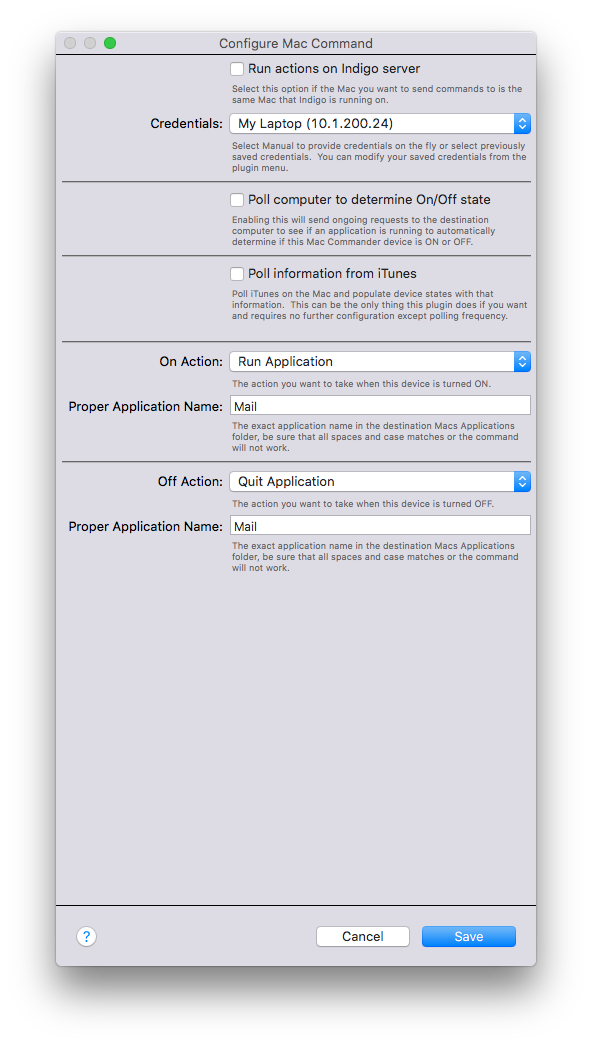 Configure Mac Command
Run actions on Indigo server
Select this option if the Mac you want to send commands to is the
same Mac that Indigo is running on.
Credentials: My Laptop (10.1.200.24)
Select Manual to provide credentials on the fly or select previously
saved credentials.  You can modify your saved credentials from the
plugin menu.
Poll computer to determine On/Off state
Enabling this will send ongoing requests to the destination
computer to see if an application is running to automatically
determine if this Mac Commander device is ON or OFF.
Poll information from iTunes
Poll iTunes on the Mac and populate device states with that
information.  This can be the only thing this plugin does if you want
and requires no further configuration except polling frequency.
On Action: Run Application
The action you want to take when this device is turned ON.
Proper Application Name: Mail
The exact application name in the destination Macs Applications
folder, be sure that all spaces and case matches or the command
will not work.
Off Action: Quit Application
The action you want to take when this device is turned OFF.
Proper Application Name: Mail
The exact application name in the destination Macs Applications
folder, be sure that all spaces and case matches or the command
will not work.
? Cancel Save